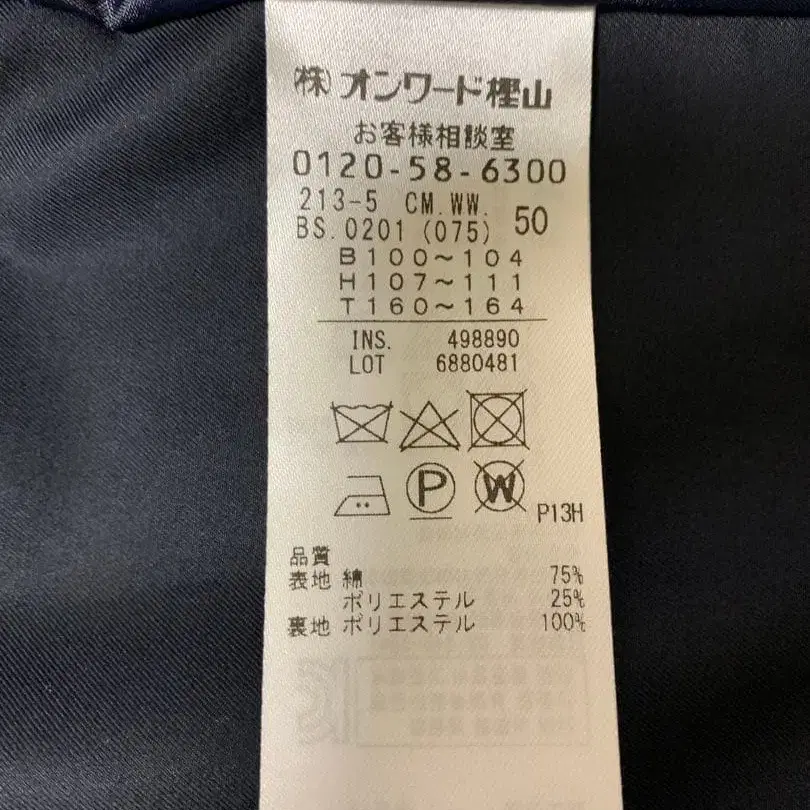 (株)オンワード樫山
お客様相談室
0120-58-6300
213-5 CM.WW. 50
BS.0201 (075)
B100~104
H107~111
T160~164
INS. 498890
LOT 6880481
P W P13H
品質
表地 綿 75%
ポリエステル 25%
裏地 ポリエステル 100%